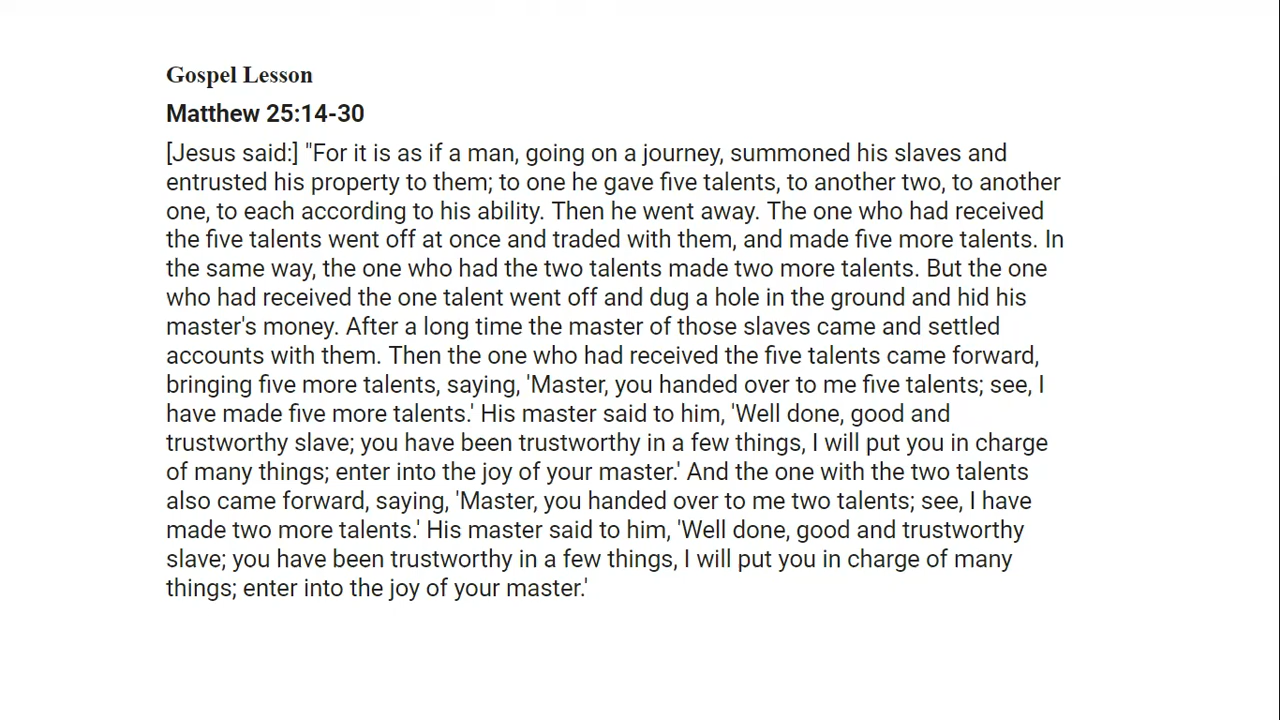 Gospel Lesson
Matthew 25:14-30
[Jesus said:] "For it is as if a man, going on a journey, summoned his slaves and
entrusted his property to them; to one he gave five talents, to another two, to another
one, to each according to his ability. Then he went away. The one who had received
the five talents went off at once and traded with them, and made five more talents. In
the same way, the one who had the two talents made two more talents. But the one
who had received the one talent went off and dug a hole in the ground and hid his
master's money. After a long time the master of those slaves came and settled
accounts with them. Then the one who had received the five talents came forward,
bringing five more talents, saying, 'Master, you handed over to me five talents; see, I
have made five more talents.' His master said to him, 'Well done, good and
trustworthy slave; you have been trustworthy in a few things, I will put you in charge
of many things; enter into the joy of your master.' And the one with the two talents
also came forward, saying, 'Master, you handed over to me two talents; see, I have
made two more talents.' His master said to him, 'Well done, good and trustworthy
slave; you have been trustworthy in a few things, I will put you in charge of many
things; enter into the joy of your master.'